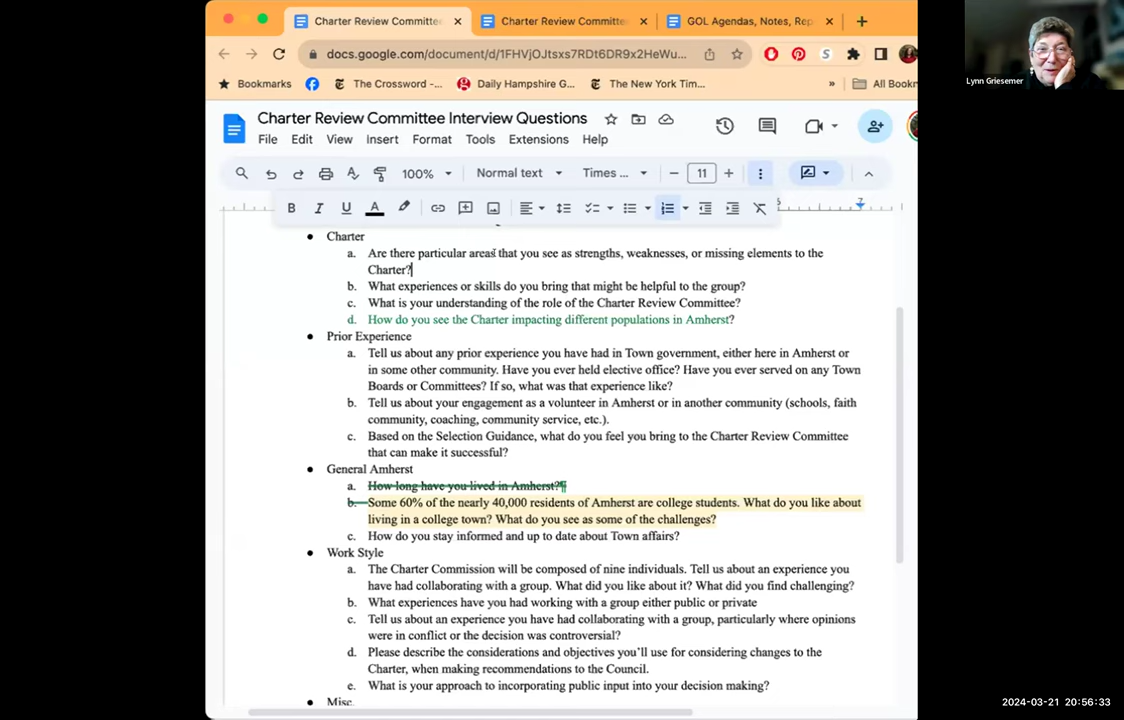 Charter Review Committee
Charter Review Committee
GOL Agendas, Notes, Rep
docs.google.com/document/d/1FHVjOJtsxs7RDt6DR9x2HeWu...
Bookmarks
The Crossword -...
Daily Hampshire G...
The New York Tim...
»
All Bookn
Charter Review Committee Interview Questions
File Edit View Insert Format Tools Extensions Help
100% Normal text Times ... 11
7
• Charter
a. Are there particular areas that you see as strengths, weaknesses, or missing elements to the
Charter?
b. What experiences or skills do you bring that might be helpful to the group?
c. What is your understanding of the role of the Charter Review Committee?
d. How do you see the Charter impacting different populations in Amherst?
• Prior Experience
a. Tell us about any prior experience you have had in Town government, either here in Amherst or
in some other community. Have you ever held elective office? Have you ever served on any Town
Boards or Committees? If so, what was that experience like?
b. Tell us about your engagement as a volunteer in Amherst or in another community (schools, faith
community, coaching, community service, etc.).
c. Based on the Selection Guidance, what do you feel you bring to the Charter Review Committee
that can make it successful?
• General Amherst
a. How long have you lived in Amherst?¶
b. Some 60% of the nearly 40,000 residents of Amherst are college students. What do you like about
living in a college town? What do you see as some of the challenges?
c. How do you stay informed and up to date about Town affairs?
• Work Style
a. The Charter Commission will be composed of nine individuals. Tell us about an experience you
have had collaborating with a group. What did you like about it? What did you find challenging?
b. What experiences have you had working with a group either public or private
c. Tell us about an experience you have had collaborating with a group, particularly where opinions
were in conflict or the decision was controversial?
d. Please describe the considerations and objectives you'll use for considering changes to the
Charter, when making recommendations to the Council.
e. What is your approach to incorporating public input into your decision making?
• Misc.
Lynn Griesemer
2024-03-21 20:56:33